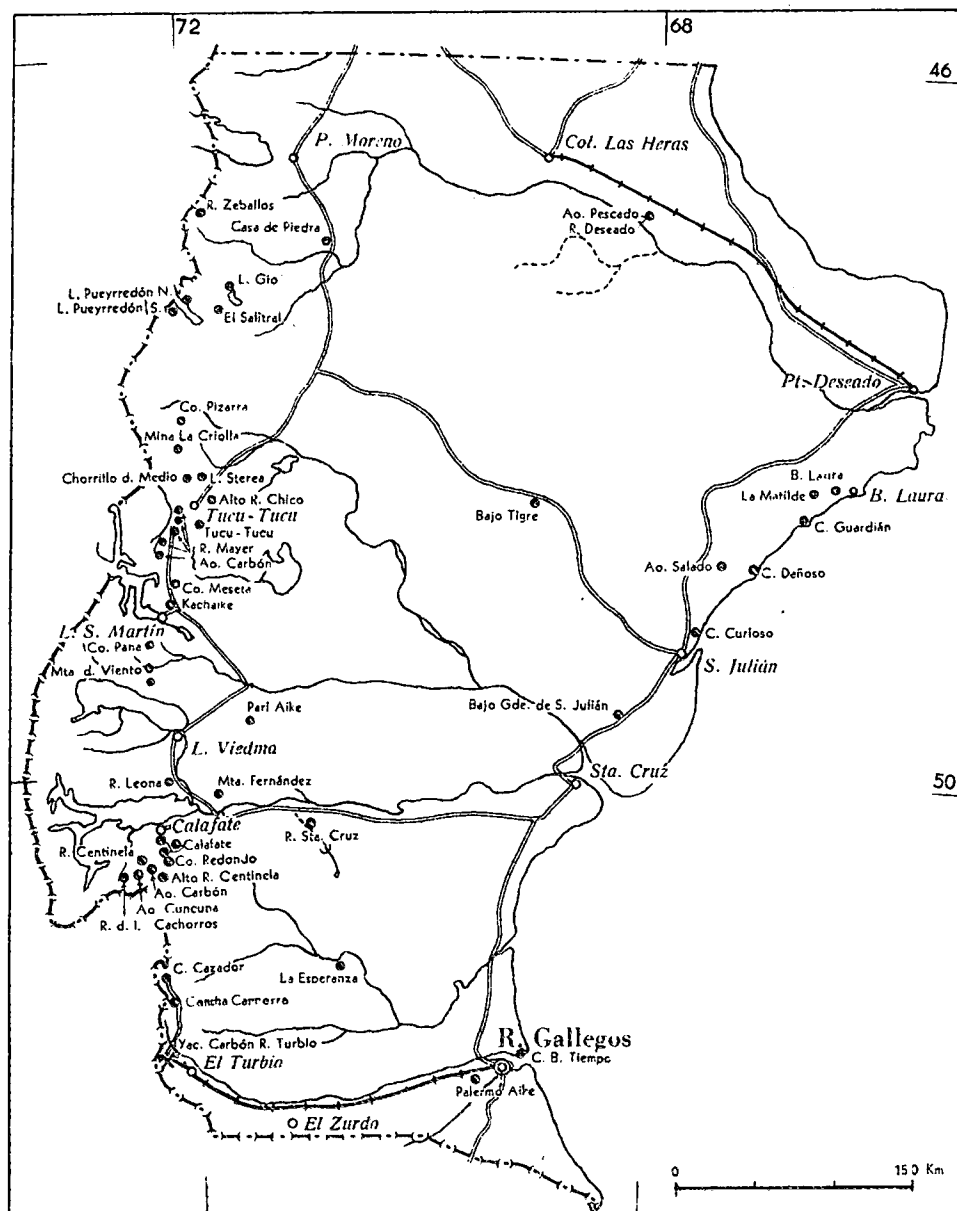 72
68
46
P. Moreno
Col. Las Heras
R. Zeballos
Ao. Pescado
R. Deseado
Casa de Piedra
L. Gio
L. Pueyrredón N.
L. Pueyrredón S.
El Salitral
Pt. Deseado
Co. Pizarra
Mina La Criolla
Chorrillo d. Medio
L. Sterea
Alto R. Chico
Tucu-Tucu
Tucu-Tucu
R. Mayer
Ao. Carbón
Bajo Tigre
B. Laura
La Matilde
B. Laura
C. Guardián
Ao. Salado
C. Dañoso
Co. Meseta
Kachaike
L. S. Martín
Co. Pana
Mta. d. Viento
C. Curioso
S. Julián
Pari Aike
Bajo Gde. de S. Julián
L. Viedma
R. Leona
Mta. Fernández
Sta. Cruz
50
Calafate
Calafate
R. Sta. Cruz
R. Centinela
Co. Redondo
Alto R. Centinela
Ao. Carbón
Ao. Cuncuna
R. d. l. Cachorros
C. Cazador
La Esperanza
Cancha Carrera
Yac. Carbón R. Turbio
R. Gallegos
El Turbio
C. B. Tiempo
Palermo Aike
El Zurdo
0
150 Km